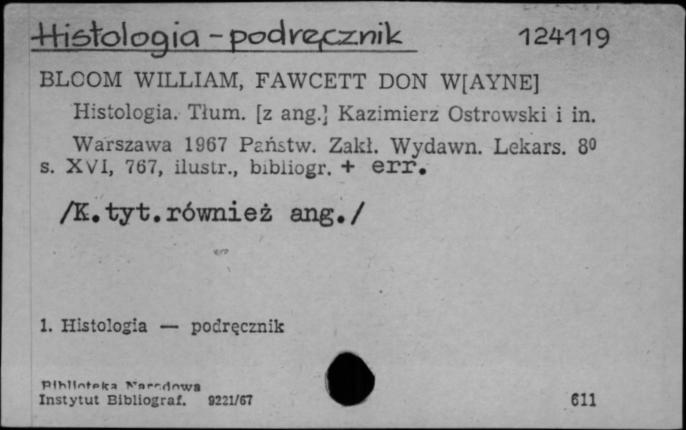 Histologia - podręcznik 124119
BLOOM WILLIAM, FAWCETT DON W[AYNE]
Histologia. Tłum. [z ang.] Kazimierz Ostrowski i in.
Warszawa 1967 Państw. Zakł. Wydawn. Lekars. 8⁰
s. XVI, 767, ilustr., bibliogr. + err.
/K.tyt.również ang./
1. Histologia — podręcznik
Biblioteka Narodowa
Instytut Bibliograf. 9221/67 611